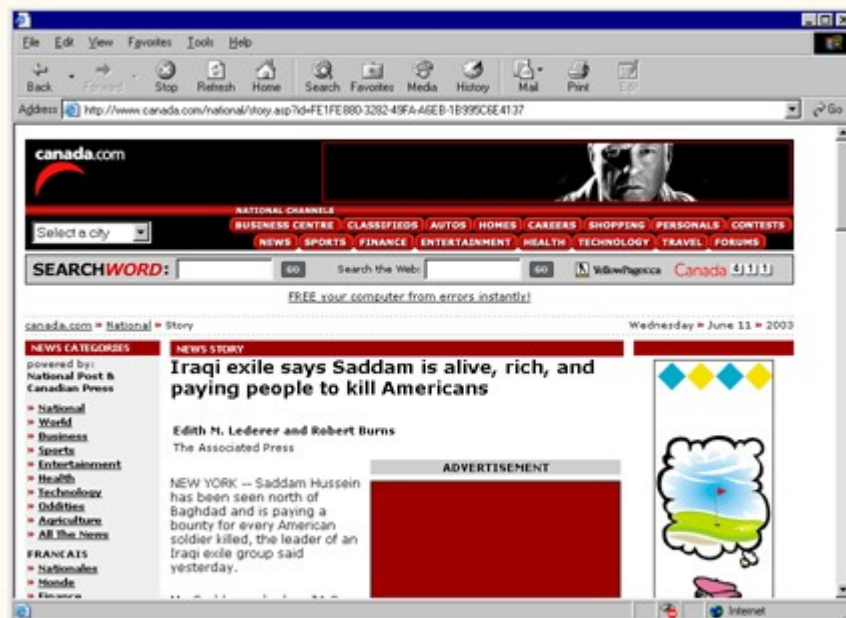 File Edit View Favorites Tools Help
Back Forward Stop Refresh Home Search Favorites Media History Mail Print Edit
Address http://www.canada.com/national/story.asp?id=FE1FE880-3282-49FA-A6EB-1B995C6E4137 Go
canada.com
NATIONAL CHANNELS
Select a city
BUSINESS CENTRE CLASSIFIEDS AUTOS HOMES CAREERS SHOPPING PERSONALS CONTESTS
NEWS SPORTS FINANCE ENTERTAINMENT HEALTH TECHNOLOGY TRAVEL FORUMS
SEARCHWORD: GO Search the Web: GO YellowPages.ca Canada 411
FREE your computer from errors instantly!
canada.com » National » Story Wednesday » June 11 » 2003
NEWS CATEGORIES
powered by:
National Post &
Canadian Press
» National
» World
» Business
» Sports
» Entertainment
» Health
» Technology
» Oddities
» Agriculture
» All The News
FRANCAIS
» Nationales
» Monde
» Finance
NEWS STORY
Iraqi exile says Saddam is alive, rich, and
paying people to kill Americans
Edith M. Lederer and Robert Burns
The Associated Press
NEW YORK -- Saddam Hussein
has been seen north of
Baghdad and is paying a
bounty for every American
soldier killed, the leader of an
Iraqi exile group said
yesterday.
ADVERTISEMENT
Internet